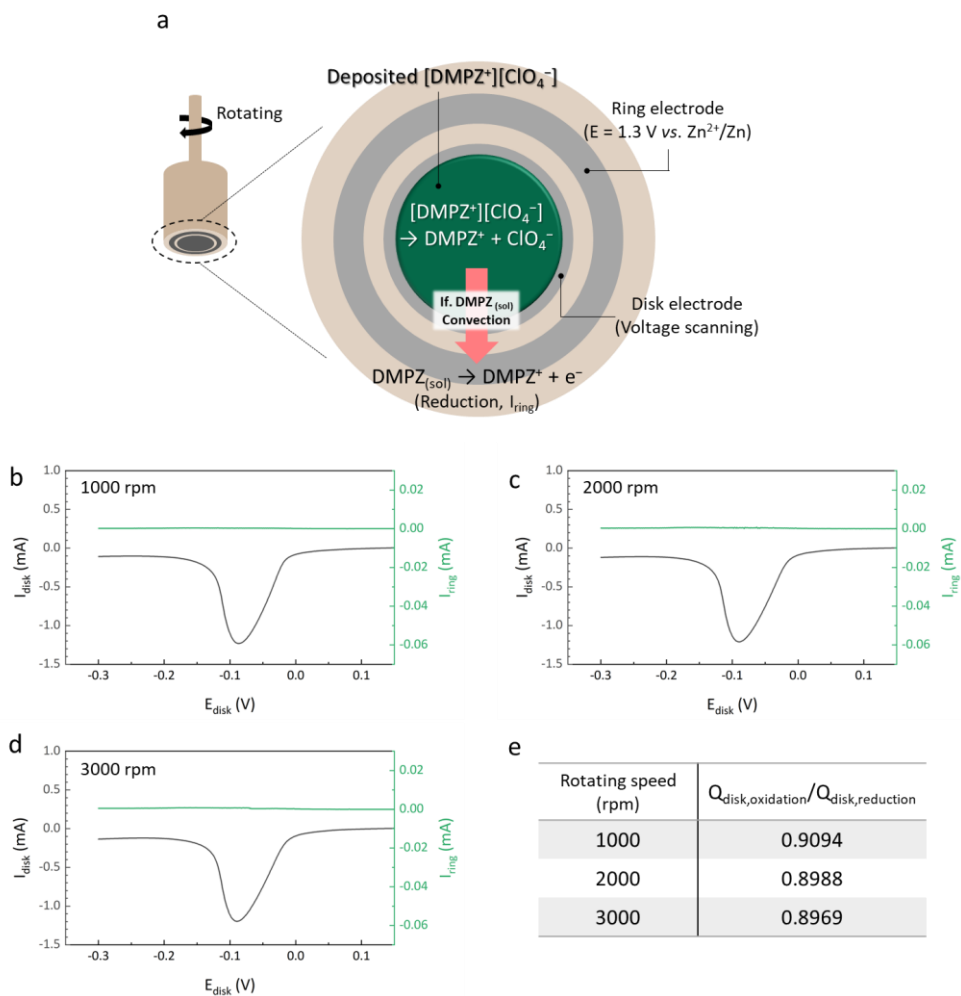 a
Deposited [DMPZ⁺][ClO₄⁻]
Rotating
Ring electrode
(E = 1.3 V vs. Zn²⁺/Zn)
[DMPZ⁺][ClO₄⁻]
→ DMPZ⁺ + ClO₄⁻
If. DMPZ (sol)
Convection
Disk electrode
(Voltage scanning)
DMPZ(sol) → DMPZ⁺ + e⁻
(Reduction, Iring)
b
1000 rpm
1.0
0.5
0.0
-0.5
-1.0
-1.5
Idisk (mA)
0.02
0.00
-0.02
-0.04
-0.06
Iring (mA)
-0.3
-0.2
-0.1
0.0
0.1
Edisk (V)
c
2000 rpm
1.0
0.5
0.0
-0.5
-1.0
-1.5
Idisk (mA)
0.02
0.00
-0.02
-0.04
-0.06
Iring (mA)
-0.3
-0.2
-0.1
0.0
0.1
Edisk (V)
d
3000 rpm
1.0
0.5
0.0
-0.5
-1.0
-1.5
Idisk (mA)
0.02
0.00
-0.02
-0.04
-0.06
Iring (mA)
-0.3
-0.2
-0.1
0.0
0.1
Edisk (V)
e
Rotating speed
(rpm)
Qdisk,oxidation/Qdisk,reduction
1000 0.9094
2000 0.8988
3000 0.8969